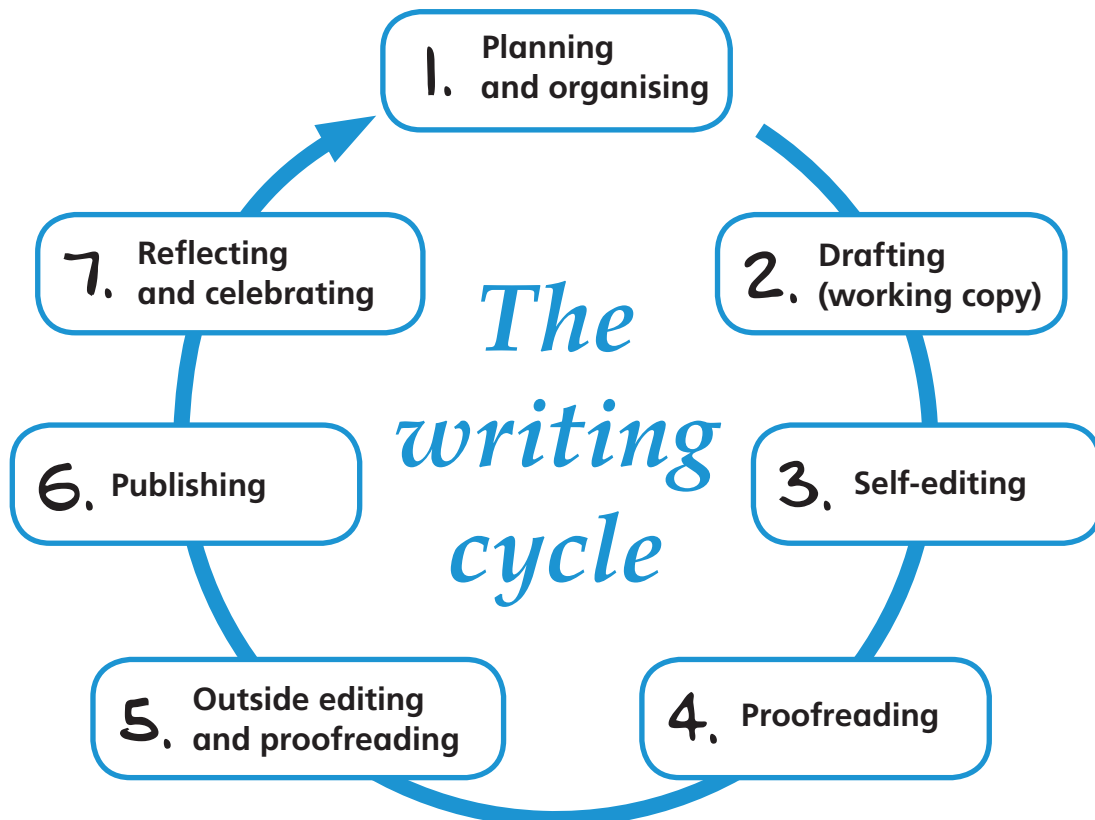 1. Planning
and organising
2. Drafting
(working copy)
3. Self-editing
4. Proofreading
5. Outside editing
and proofreading
6. Publishing
7. Reflecting
and celebrating
The
writing
cycle